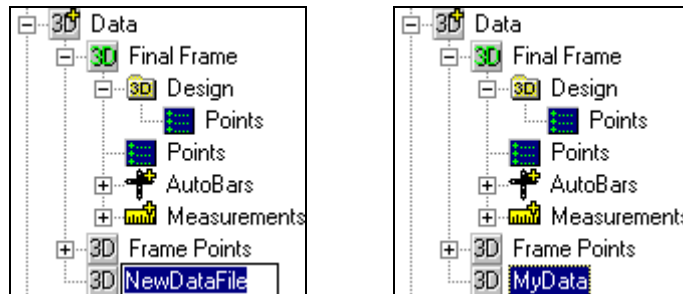 3D Data
3D Final Frame
3D Design
Points
Points
AutoBars
Measurements
3D Frame Points
3D NewDataFile
3D Data
3D Final Frame
3D Design
Points
Points
AutoBars
Measurements
3D Frame Points
3D MyData